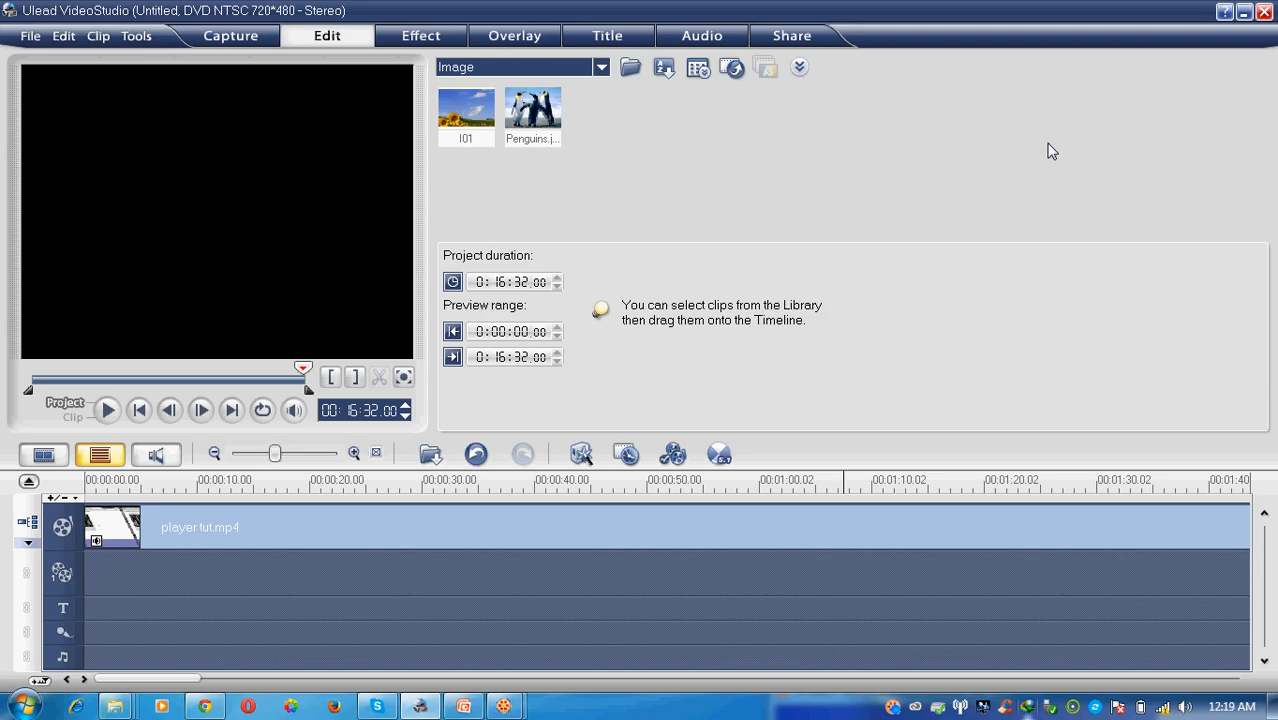 Ulead VideoStudio (Untitled, DVD NTSC 720*480 - Stereo)
File Edit Clip Tools Capture Edit Effect Overlay Title Audio Share
Image
I01 Penguins.j...
Project duration:
0:16:32.00
Preview range:
0:00:00.00
0:16:32.00
You can select clips from the Library
then drag them onto the Timeline.
Project
Clip
00:16:32.00
00:00:00.00 00:00:10.00 00:00:20.00 00:00:30.00 00:00:40.00 00:00:50.00 00:01:00.02 00:01:10.02 00:01:20.02 00:01:30.02 00:01:40
player tut.mp4
T
12:19 AM